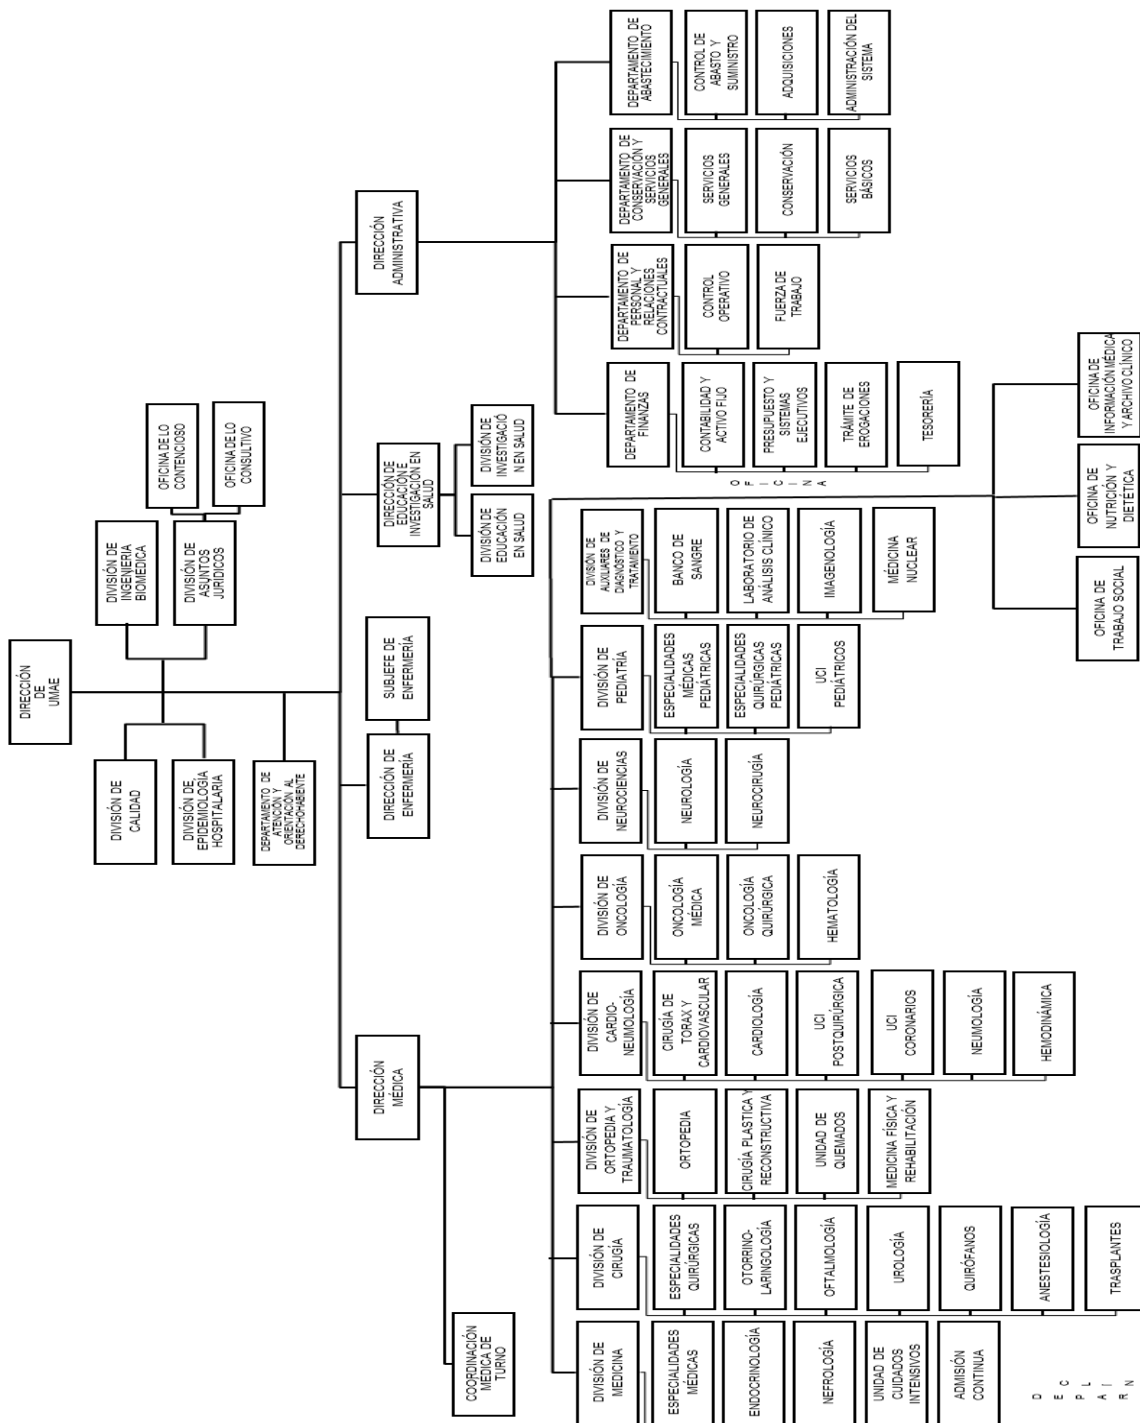 DIRECCIÓN
DE
UMAE
DIVISIÓN DE
CALIDAD
DIVISIÓN DE
EPIDEMIOLOGÍA
HOSPITALARIA
DEPARTAMENTO DE
ATENCIÓN Y
ORIENTACIÓN AL
DERECHOHABIENTE
DIVISIÓN DE
INGENIERIA
BIOMEDICA
DIVISIÓN DE
ASUNTOS
JURÍDICOS
OFICINA DE LO
CONTENCIOSO
OFICINA DE LO
CONSULTIVO
DIRECCIÓN
MÉDICA
DIRECCIÓN DE
ENFERMERÍA
SUBJEFE DE
ENFERMERÍA
DIRECCIÓN DE
EDUCACIÓN E
INVESTIGACIÓN EN
SALUD
DIVISIÓN DE
EDUCACIÓN
EN SALUD
DIVISIÓN DE
INVESTIGACIÓ
N EN SALUD
DIRECCIÓN
ADMINISTRATIVA
COORDINACIÓN
MÉDICA DE
TURNO
DIVISIÓN DE
MEDICINA
ESPECIALIDADES
MÉDICAS
ENDOCRINOLOGÍA
NEFROLOGÍA
UNIDAD DE
CUIDADOS
INTENSIVOS
ADMISIÓN
CONTINUA
DIVISIÓN DE
CIRUGÍA
ESPECIALIDADES
QUIRÚRGICAS
OTORRINO-
LARINGOLOGÍA
OFTALMOLOGÍA
UROLOGÍA
QUIRÓFANOS
ANESTESIOLOGÍA
TRASPLANTES
DIVISIÓN DE
ORTOPEDIA Y
TRAUMATOLOGÍA
ORTOPEDIA
CIRUGÍA PLASTICA Y
RECONSTRUCTIVA
UNIDAD DE
QUEMADOS
MEDICINA FÍSICA Y
REHABILITACIÓN
DIVISIÓN DE
CARDIO-
NEUMOLOGÍA
CIRUGÍA DE
TORAX Y
CARDIOVASCULAR
CARDIOLOGÍA
UCI
POSTQUIRÚRGICA
UCI
CORONARIOS
NEUMOLOGÍA
HEMODINÁMICA
DIVISIÓN DE
ONCOLOGÍA
ONCOLOGÍA
MÉDICA
ONCOLOGÍA
QUIRÚRGICA
HEMATOLOGÍA
DIVISIÓN DE
NEUROCIENCIAS
NEUROLOGÍA
NEUROCIRUGÍA
DIVISIÓN DE
PEDIATRÍA
ESPECIALIDADES
MÉDICAS
PEDIÁTRICAS
ESPECIALIDADES
QUIRÚRGICAS
PEDIÁTRICAS
UCI
PEDIÁTRICOS
DIVISIÓN DE
AUXILIARES DE
DIAGNÓSTICO Y
TRATAMIENTO
BANCO DE
SANGRE
LABORATORIO DE
ANÁLISIS CLÍNICO
IMAGENOLOGÍA
MÉDICINA
NUCLEAR
OFICINA
DEPARTAMENTO DE
FINANZAS
CONTABILIDAD Y
ACTIVO FIJO
PRESUPUESTO Y
SISTEMAS
EJECUTIVOS
TRÁMITE DE
EROGACIONES
TESORERÍA
DEPARTAMENTO DE
PERSONAL Y
RELACIONES
CONTRACTUALES
CONTROL
OPERATIVO
FUERZA DE
TRABAJO
DEPARTAMENTO DE
CONSERVACIÓN Y
SERVICIOS
GENERALES
SERVICIOS
GENERALES
CONSERVACIÓN
SERVICIOS
BÁSICOS
DEPARTAMENTO DE
ABASTECIMIENTO
CONTROL DE
ABASTO Y
SUMINISTRO
ADQUISICIONES
ADMINISTRACIÓN DEL
SISTEMA
OFICINA DE
TRABAJO SOCIAL
OFICINA DE
NUTRICIÓN Y
DIETÉTICA
OFICINA DE
INFORMACIÓN MÉDICA
Y ARCHIVO CLÍNICO
D
E C
P L
A I
R N